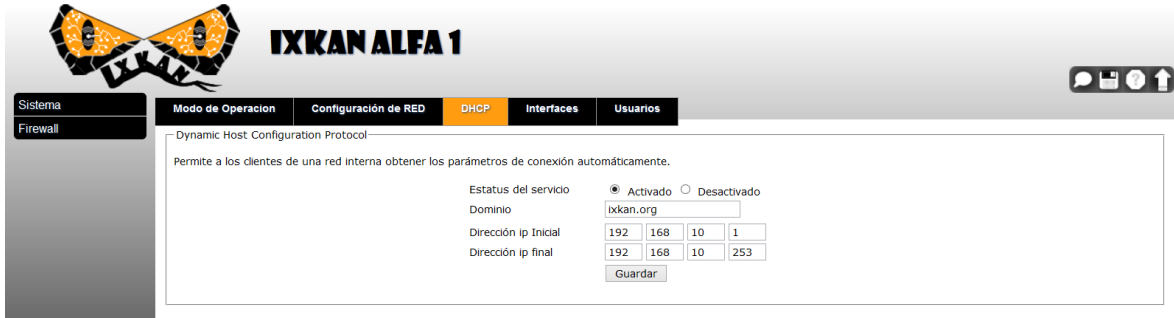 IXKAN
IXKAN ALFA 1
Sistema
Firewall
Modo de Operacion Configuración de RED DHCP Interfaces Usuarios
Dynamic Host Configuration Protocol
Permite a los clientes de una red interna obtener los parámetros de conexión automáticamente.
Estatus del servicio Activado Desactivado
Dominio ixkan.org
Dirección ip Inicial 192 168 10 1
Dirección ip final 192 168 10 253
Guardar